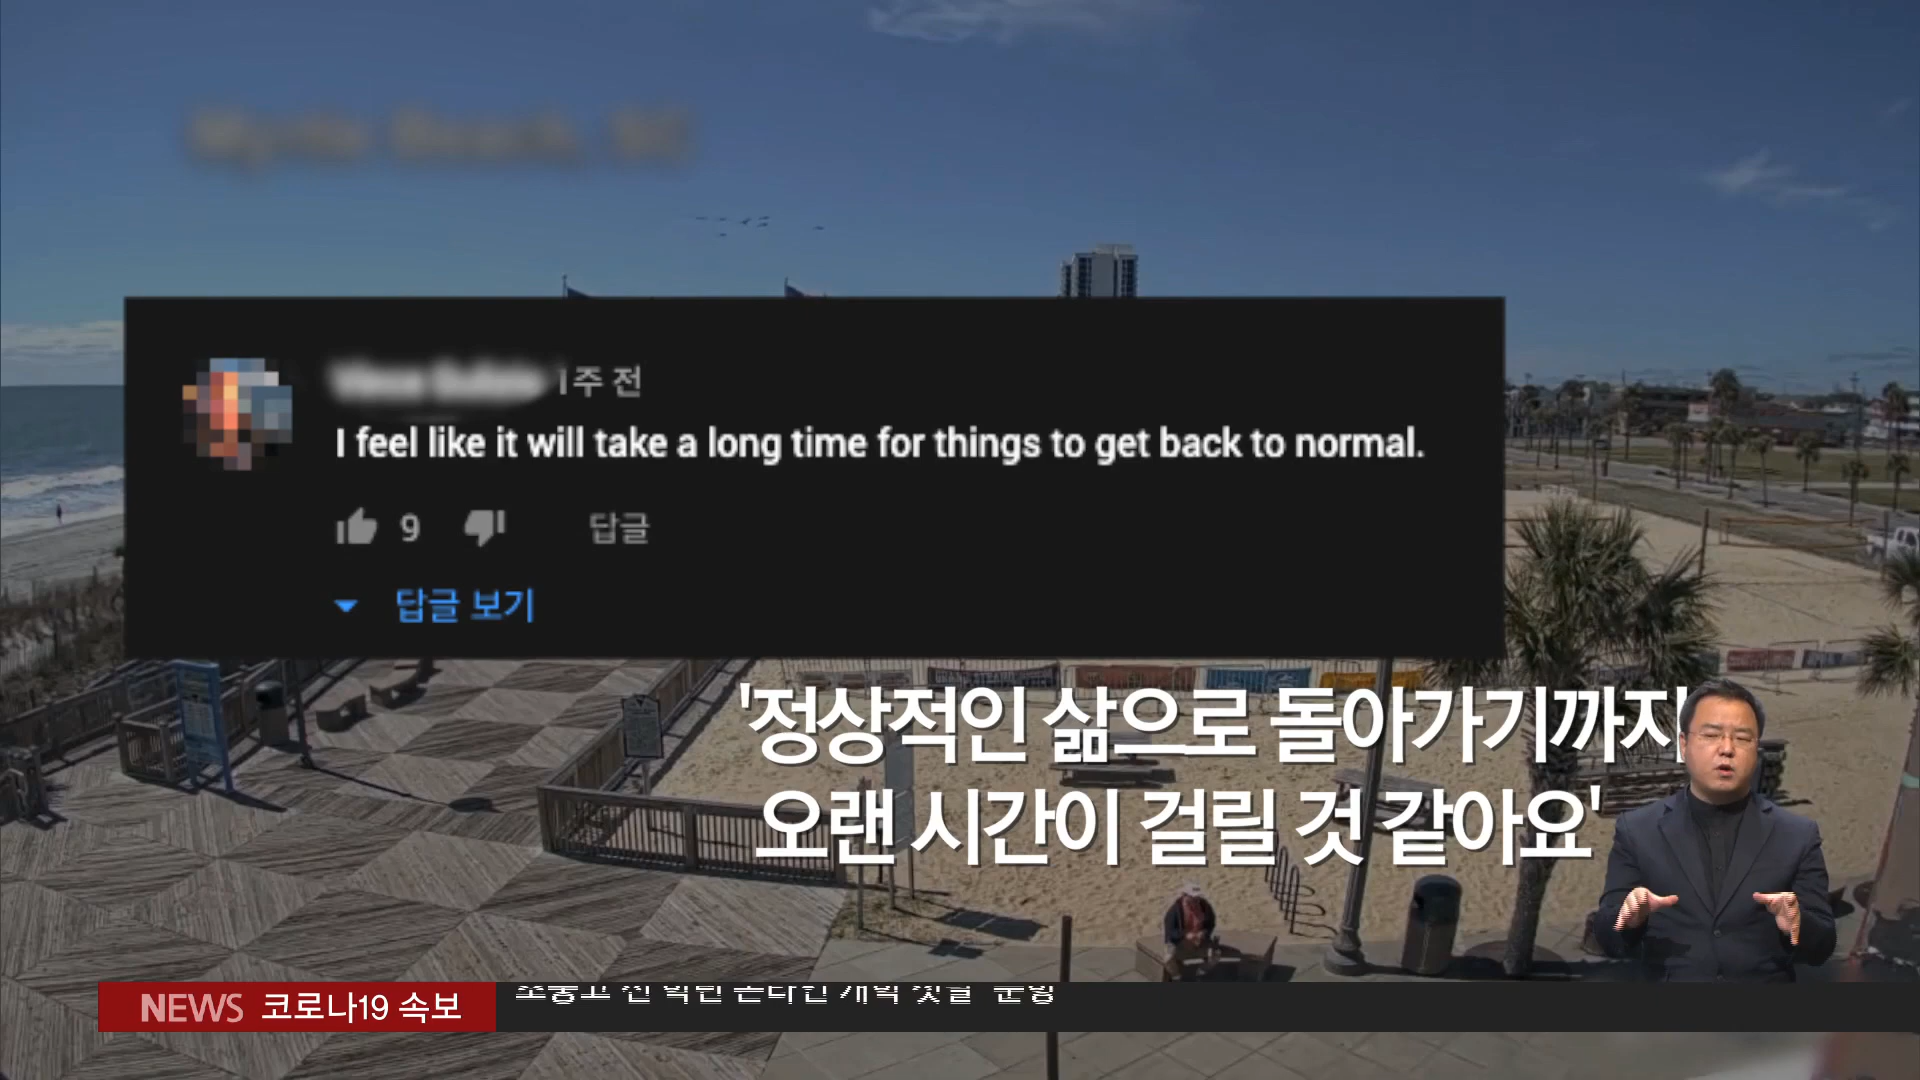 1주 전
I feel like it will take a long time for things to get back to normal.
9
답글
답글 보기
'정상적인 삶으로 돌아가기까지
오랜 시간이 걸릴 것 같아요'
NEWS 코로나19 속보